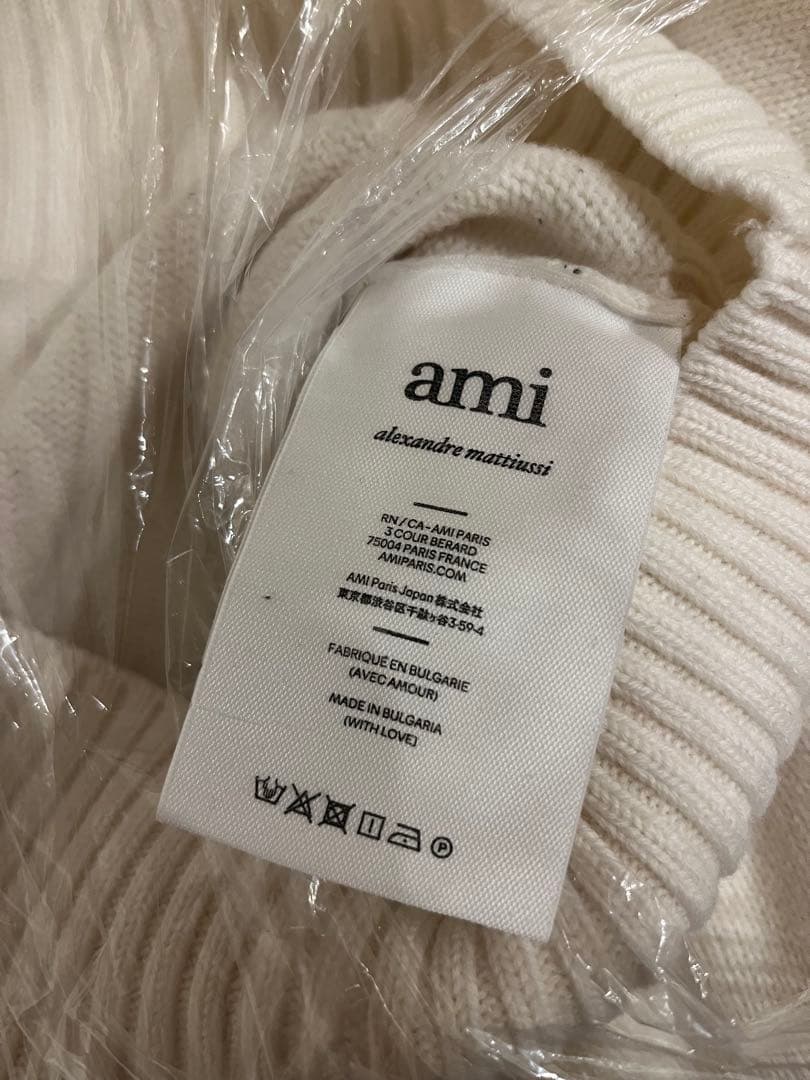 ami
alexandre mattiussi
RN/CA-AMI PARIS
3 COUR BERARD
75004 PARIS FRANCE
AMIPARIS.COM
AMI Paris Japan 株式会社
東京都渋谷区千駄ヶ谷3-59-4
FABRIQUÉ EN BULGARIE
(AVEC AMOUR)
MADE IN BULGARIA
(WITH LOVE)
P